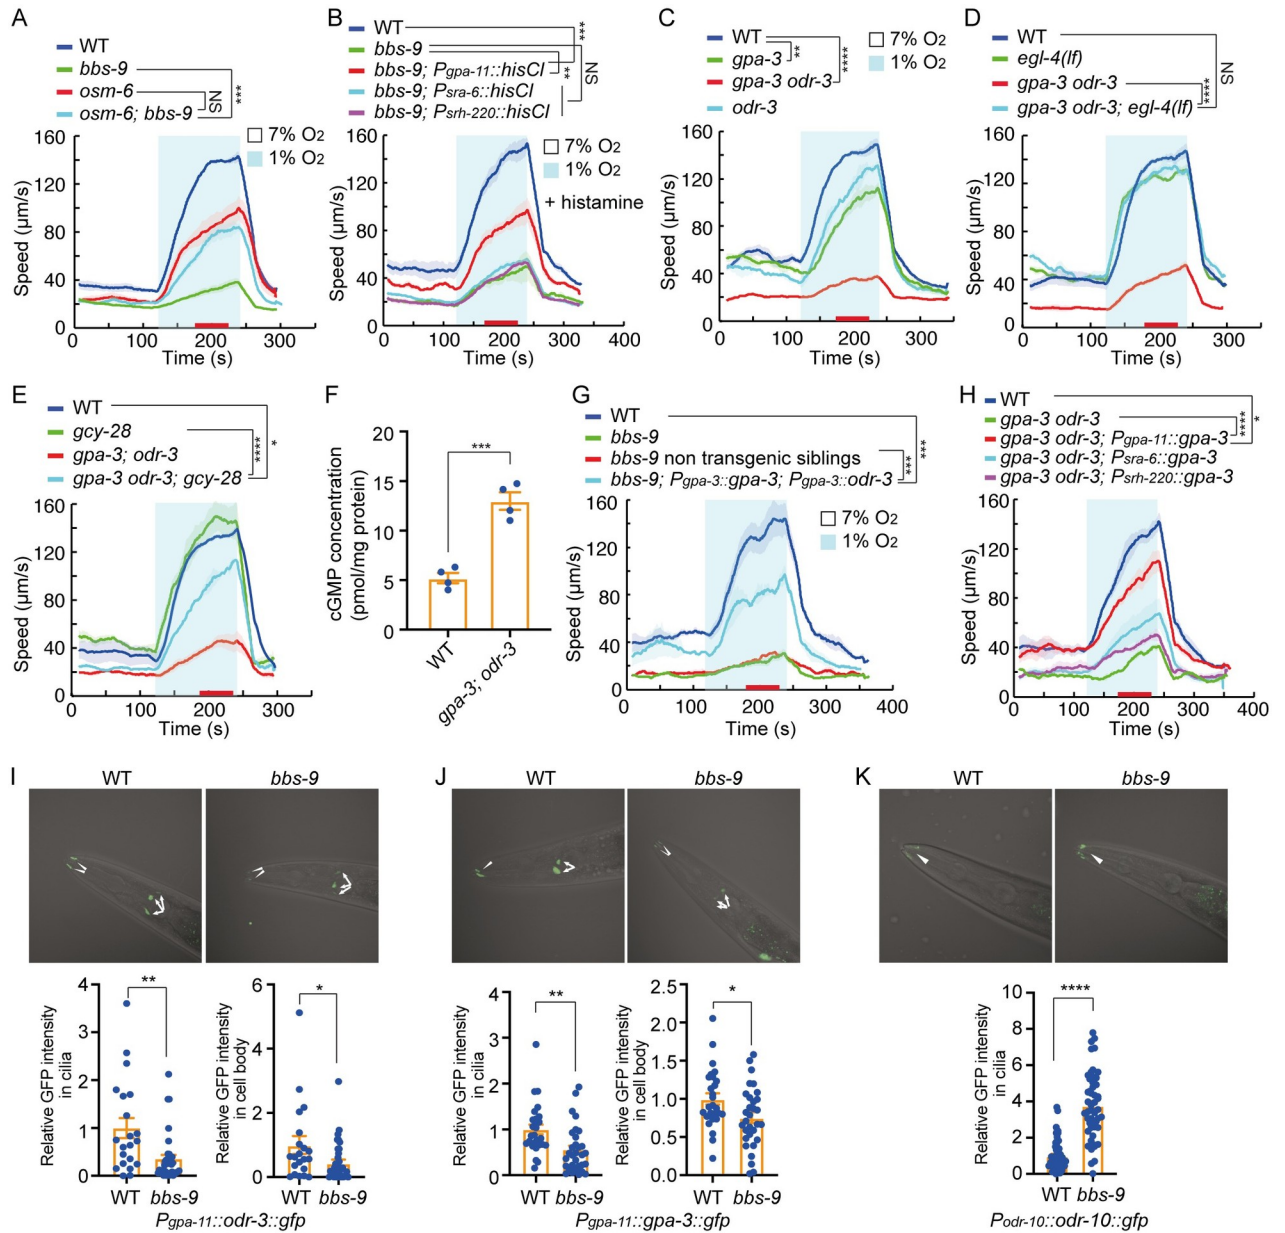 A
WT
bbs-9
osm-6
osm-6; bbs-9
NS
***
7% O2
1% O2
160
120
80
40
0
Speed (µm/s)
0 100 200 300
Time (s)
B
WT
bbs-9
bbs-9; Pgpa-11::hisCl
bbs-9; Psra-6::hisCl
bbs-9; Psrh-220::hisCl
***
**
NS
7% O2
1% O2
+ histamine
160
120
80
40
0
Speed (µm/s)
0 100 200 300 400
Time (s)
C
WT
gpa-3
gpa-3 odr-3
odr-3
**
****
7% O2
1% O2
160
120
80
40
0
Speed (µm/s)
0 100 200 300
Time (s)
D
WT
egl-4(lf)
gpa-3 odr-3
gpa-3 odr-3; egl-4(lf)
****
NS
160
120
80
40
0
Speed (µm/s)
0 100 200 300
Time (s)
E
WT
gcy-28
gpa-3; odr-3
gpa-3 odr-3; gcy-28
****
*
160
120
80
40
0
Speed (µm/s)
0 100 200 300
Time (s)
F
cGMP concentration
(pmol/mg protein)
20
15
10
5
0
***
WT
gpa-3; odr-3
G
WT
bbs-9
bbs-9 non transgenic siblings
bbs-9; Pgpa-3::gpa-3; Pgpa-3::odr-3
***
***
7% O2
1% O2
160
120
80
40
0
Speed (µm/s)
0 100 200 300 400
Time (s)
H
WT
gpa-3 odr-3
gpa-3 odr-3; Pgpa-11::gpa-3
gpa-3 odr-3; Psra-6::gpa-3
gpa-3 odr-3; Psrh-220::gpa-3
****
*
160
120
80
40
0
Speed (µm/s)
0 100 200 300 400
Time (s)
I
WT bbs-9
Relative GFP intensity
in cilia
4
3
2
1
0
**
WT bbs-9
Relative GFP intensity
in cell body
6
4
2
0
*
WT bbs-9
Pgpa-11::odr-3::gfp
J
WT bbs-9
Relative GFP intensity
in cilia
4
3
2
1
0
**
WT bbs-9
Relative GFP intensity
in cell body
2.5
2.0
1.5
1.0
0.5
0.0
*
WT bbs-9
Pgpa-11::gpa-3::gfp
K
WT bbs-9
Relative GFP intensity
in cilia
10
8
6
4
2
0
****
WT bbs-9
Podr-10::odr-10::gfp